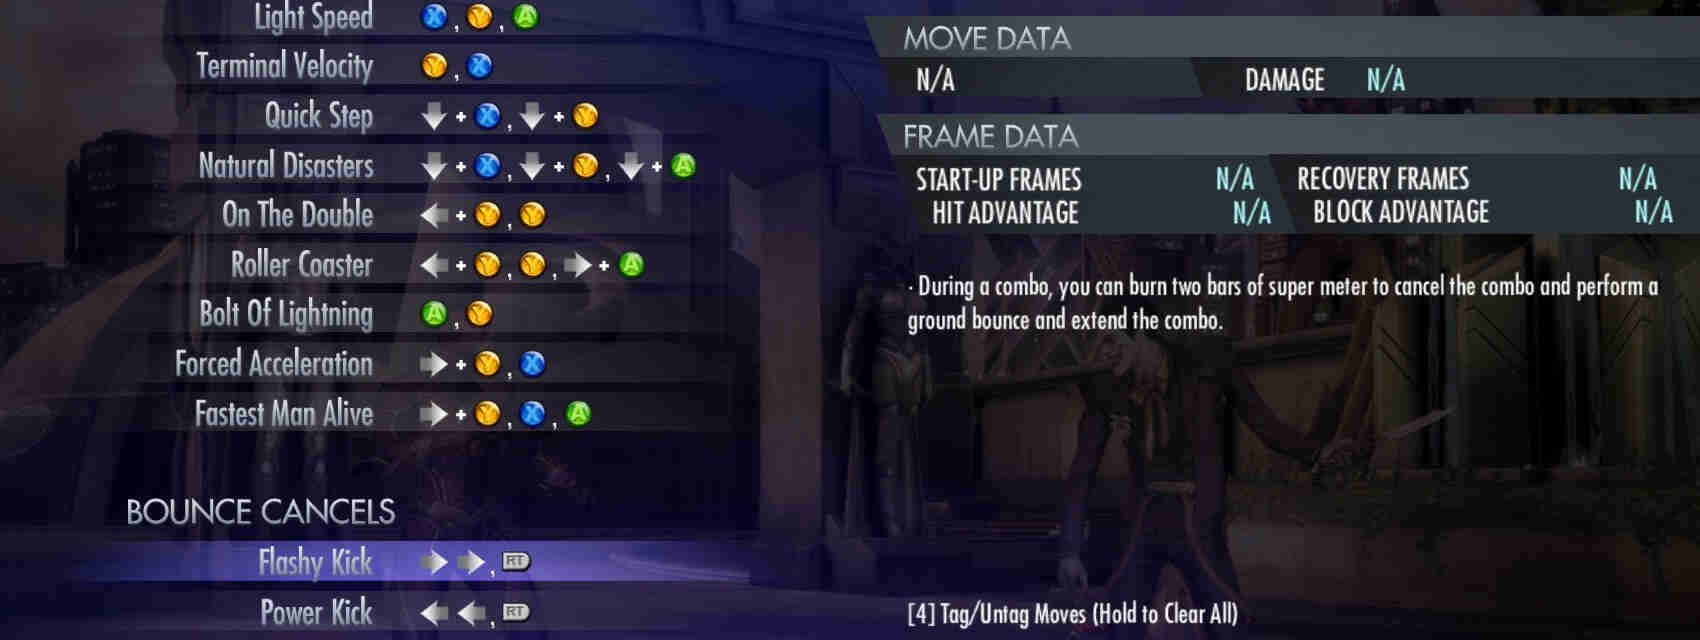 Light Speed X , Y , A
Terminal Velocity Y , X
Quick Step + X , + Y
Natural Disasters + X , + Y , + A
On The Double + Y , Y
Roller Coaster + Y , Y , + A
Bolt Of Lightning A , Y
Forced Acceleration + Y , X
Fastest Man Alive + Y , X , A
BOUNCE CANCELS
Flashy Kick , RT
Power Kick , RT
MOVE DATA
N/A DAMAGE N/A
FRAME DATA
START-UP FRAMES N/A RECOVERY FRAMES N/A
HIT ADVANTAGE N/A BLOCK ADVANTAGE N/A
· During a combo, you can burn two bars of super meter to cancel the combo and perform a
ground bounce and extend the combo.
[4] Tag/Untag Moves (Hold to Clear All)